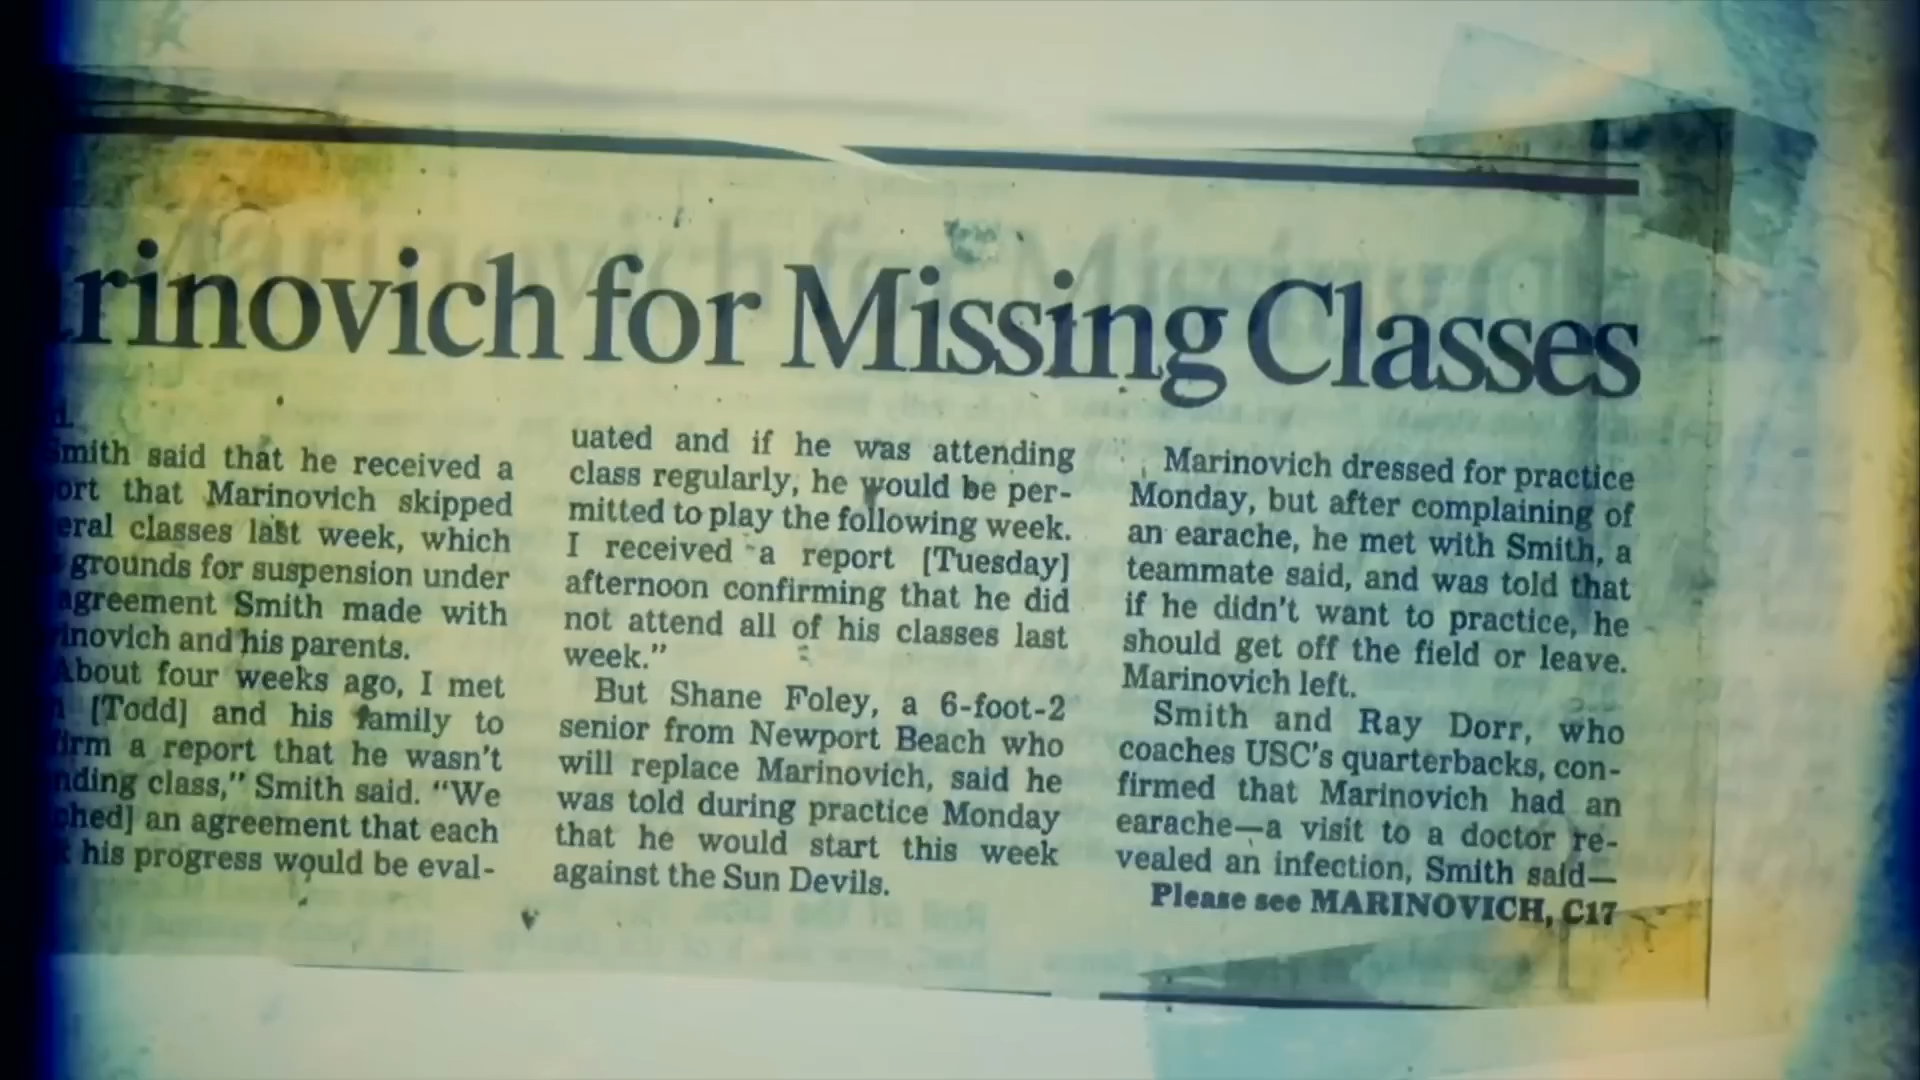 rinovich for Missing Classes
Smith said that he received a
ort that Marinovich skipped
eral classes last week, which
grounds for suspension under
agreement Smith made with
inovich and his parents.
About four weeks ago, I met
[Todd] and his family to
firm a report that he wasn't
nding class," Smith said. "We
ched] an agreement that each
his progress would be eval-
uated and if he was attending
class regularly, he would be per-
mitted to play the following week.
I received a report [Tuesday]
afternoon confirming that he did
not attend all of his classes last
week."
But Shane Foley, a 6-foot-2
senior from Newport Beach who
will replace Marinovich, said he
was told during practice Monday
that he would start this week
against the Sun Devils.
Marinovich dressed for practice
Monday, but after complaining of
an earache, he met with Smith, a
teammate said, and was told that
if he didn't want to practice, he
should get off the field or leave.
Marinovich left.
Smith and Ray Dorr, who
coaches USC's quarterbacks, con-
firmed that Marinovich had an
earache—a visit to a doctor re-
vealed an infection, Smith said—
Please see MARINOVICH, C17